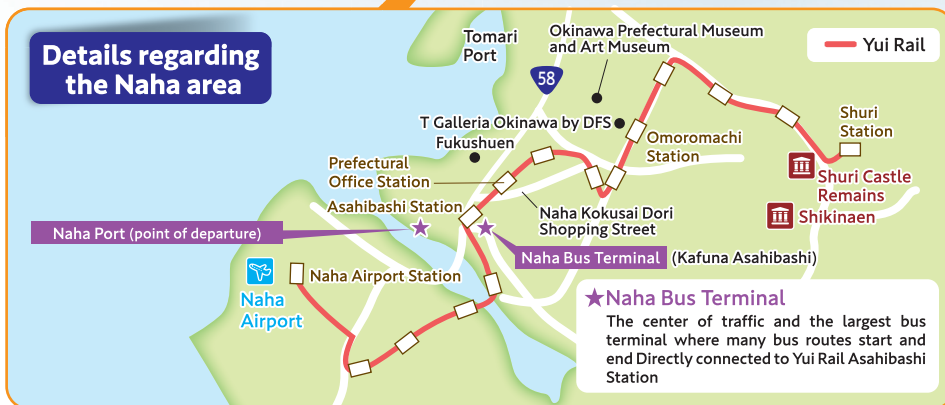 Details regarding
the Naha area
Tomari
Port
Okinawa Prefectural Museum
and Art Museum
Yui Rail
58
T Galleria Okinawa by DFS
Fukushuen
Omoromachi
Station
Shuri
Station
Prefectural
Office Station
Shuri Castle
Remains
Asahibashi Station
Naha Kokusai Dori
Shopping Street
Shikinaen
Naha Port (point of departure)
Naha Bus Terminal (Kafuna Asahibashi)
Naha Airport Station
Naha
Airport
★Naha Bus Terminal
The center of traffic and the largest bus
terminal where many bus routes start and
end Directly connected to Yui Rail Asahibashi
Station